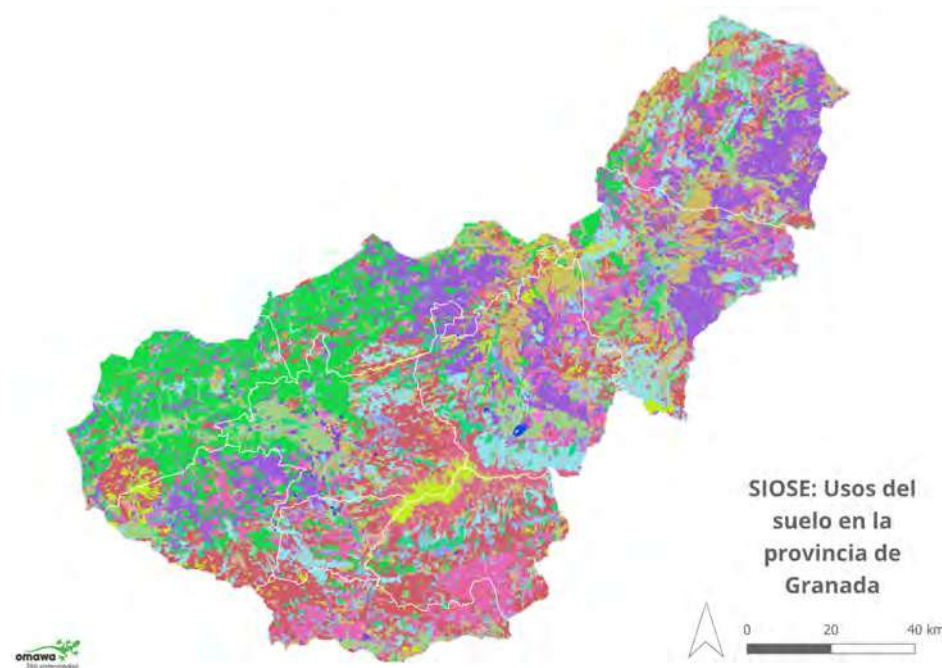 SIOSE: Usos del
suelo en la
provincia de
Granada
0 20 40 km
omawa